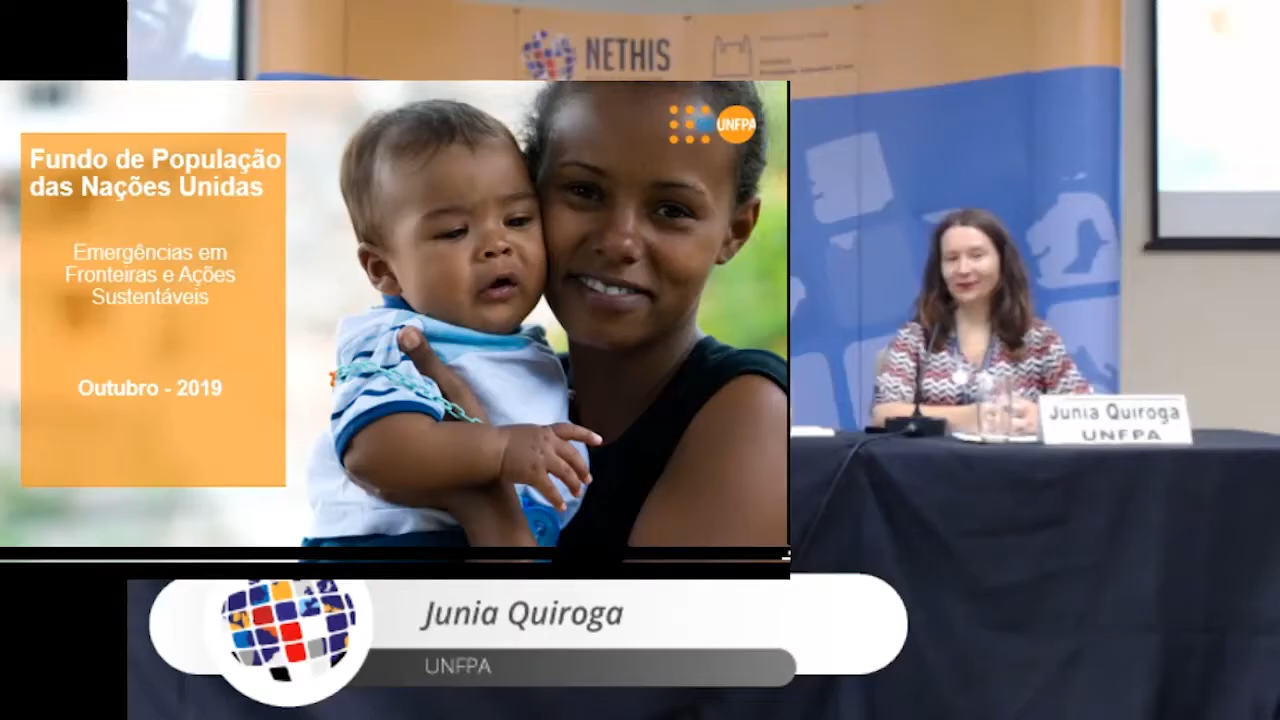 NETHIS
UNFPA
Fundo de População
das Nações Unidas
Emergências em
Fronteiras e Ações
Sustentáveis
Outubro - 2019
Junia Quiroga
UNFPA
Junia Quiroga
UNFPA